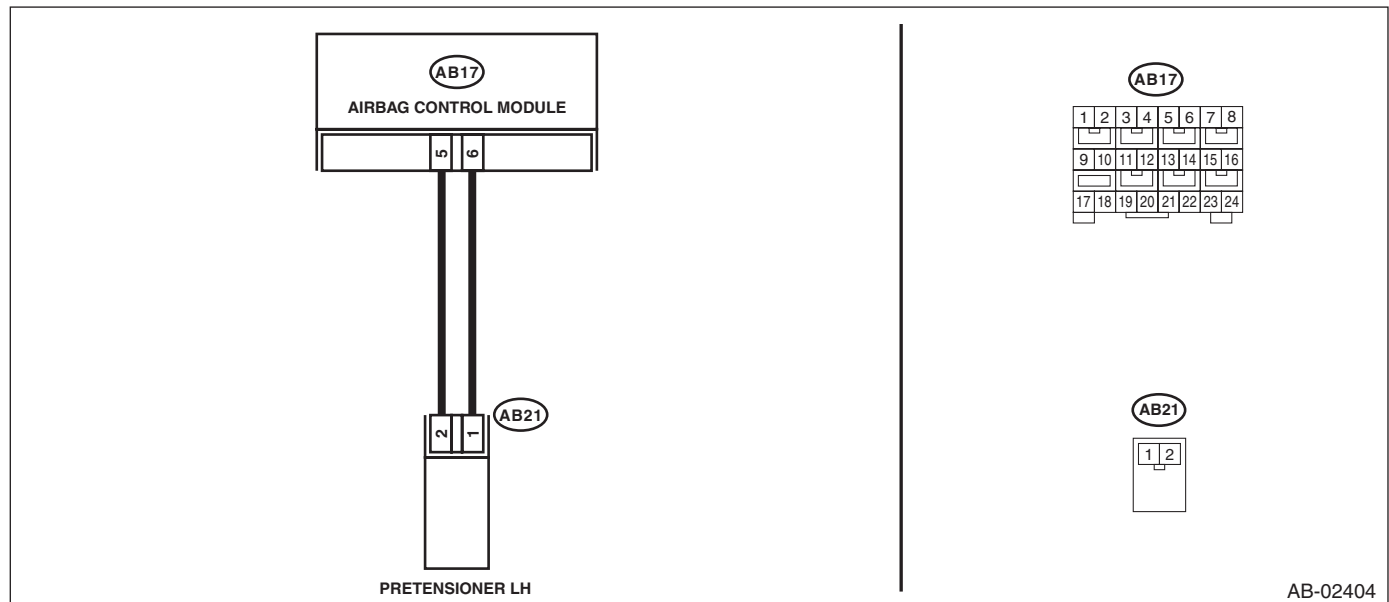 AB17
AIRBAG CONTROL MODULE
5 6
2 1
AB21
PRETENSIONER LH
AB17
1 2 3 4 5 6 7 8
9 10 11 12 13 14 15 16
17 18 19 20 21 22 23 24
AB21
1 2
AB-02404